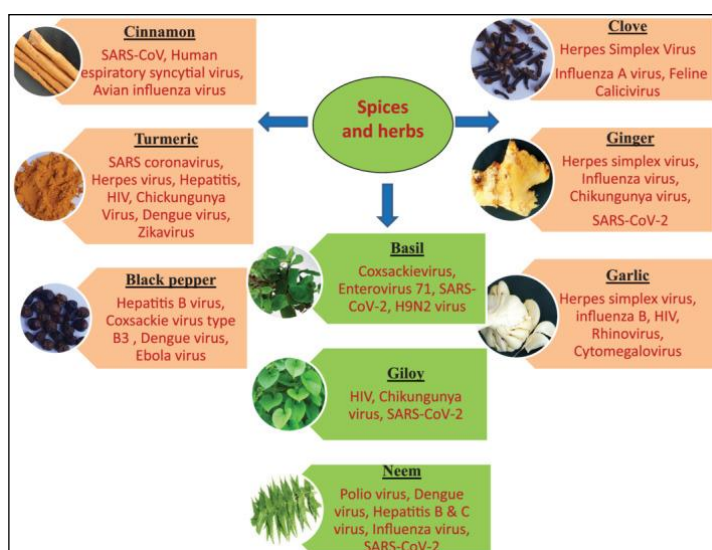 Cinnamon
SARS-CoV, Human
espiratory syncytial virus,
Avian influenza virus
Turmeric
SARS coronavirus,
Herpes virus, Hepatitis,
HIV, Chickungunya
Virus, Dengue virus,
Zikavirus
Black pepper
Hepatitis B virus,
Coxsackie virus type
B3 , Dengue virus,
Ebola virus
Spices
and herbs
Basil
Coxsackievirus,
Enterovirus 71, SARS-
CoV-2, H9N2 virus
Giloy
HIV, Chikungunya
virus, SARS-CoV-2
Neem
Polio virus, Dengue
virus, Hepatitis B & C
virus, Influenza virus,
SARS-CoV-2
Clove
Herpes Simplex Virus
Influenza A virus, Feline
Calicivirus
Ginger
Herpes simplex virus,
Influenza virus,
Chikungunya virus,
SARS-CoV-2
Garlic
Herpes simplex virus,
influenza B, HIV,
Rhinovirus,
Cytomegalovirus